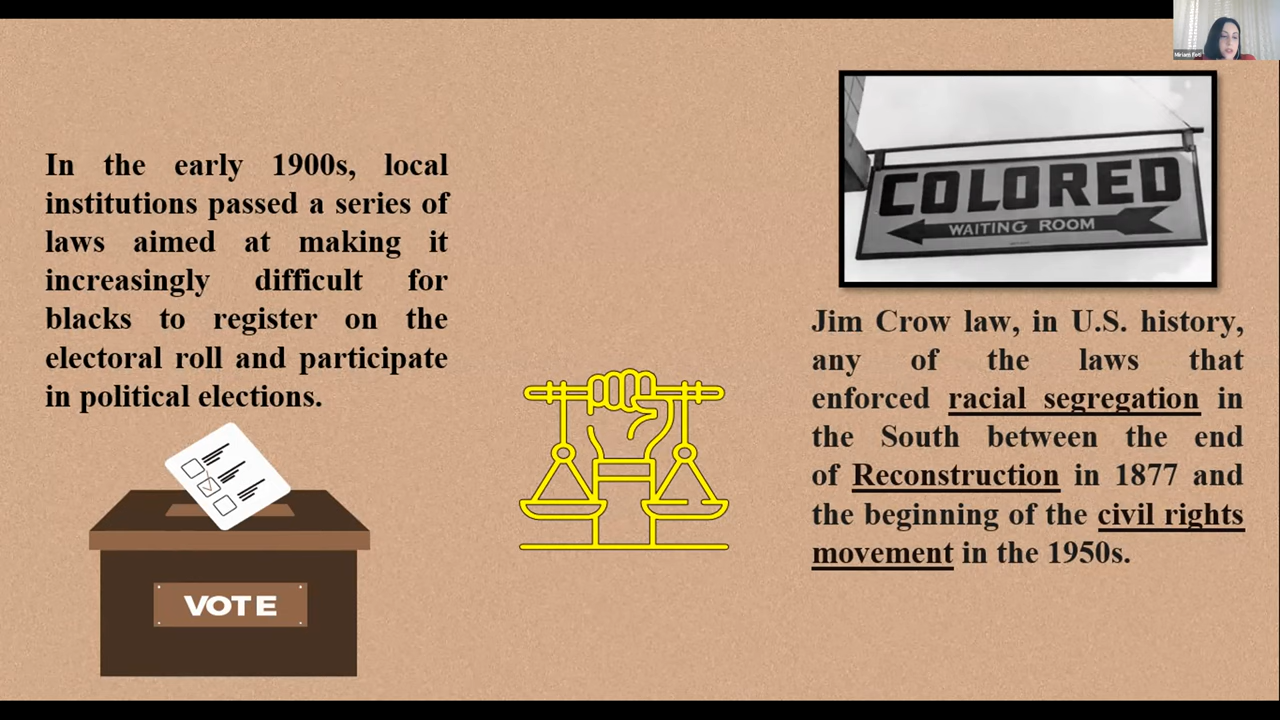 Miriam
In the early 1900s, local
institutions passed a series of
laws aimed at making it
increasingly difficult for
blacks to register on the
electoral roll and participate
in political elections.
VOTE
COLORED
WAITING ROOM
Jim Crow law, in U.S. history,
any of the laws that
enforced racial segregation in
the South between the end
of Reconstruction in 1877 and
the beginning of the civil rights
movement in the 1950s.